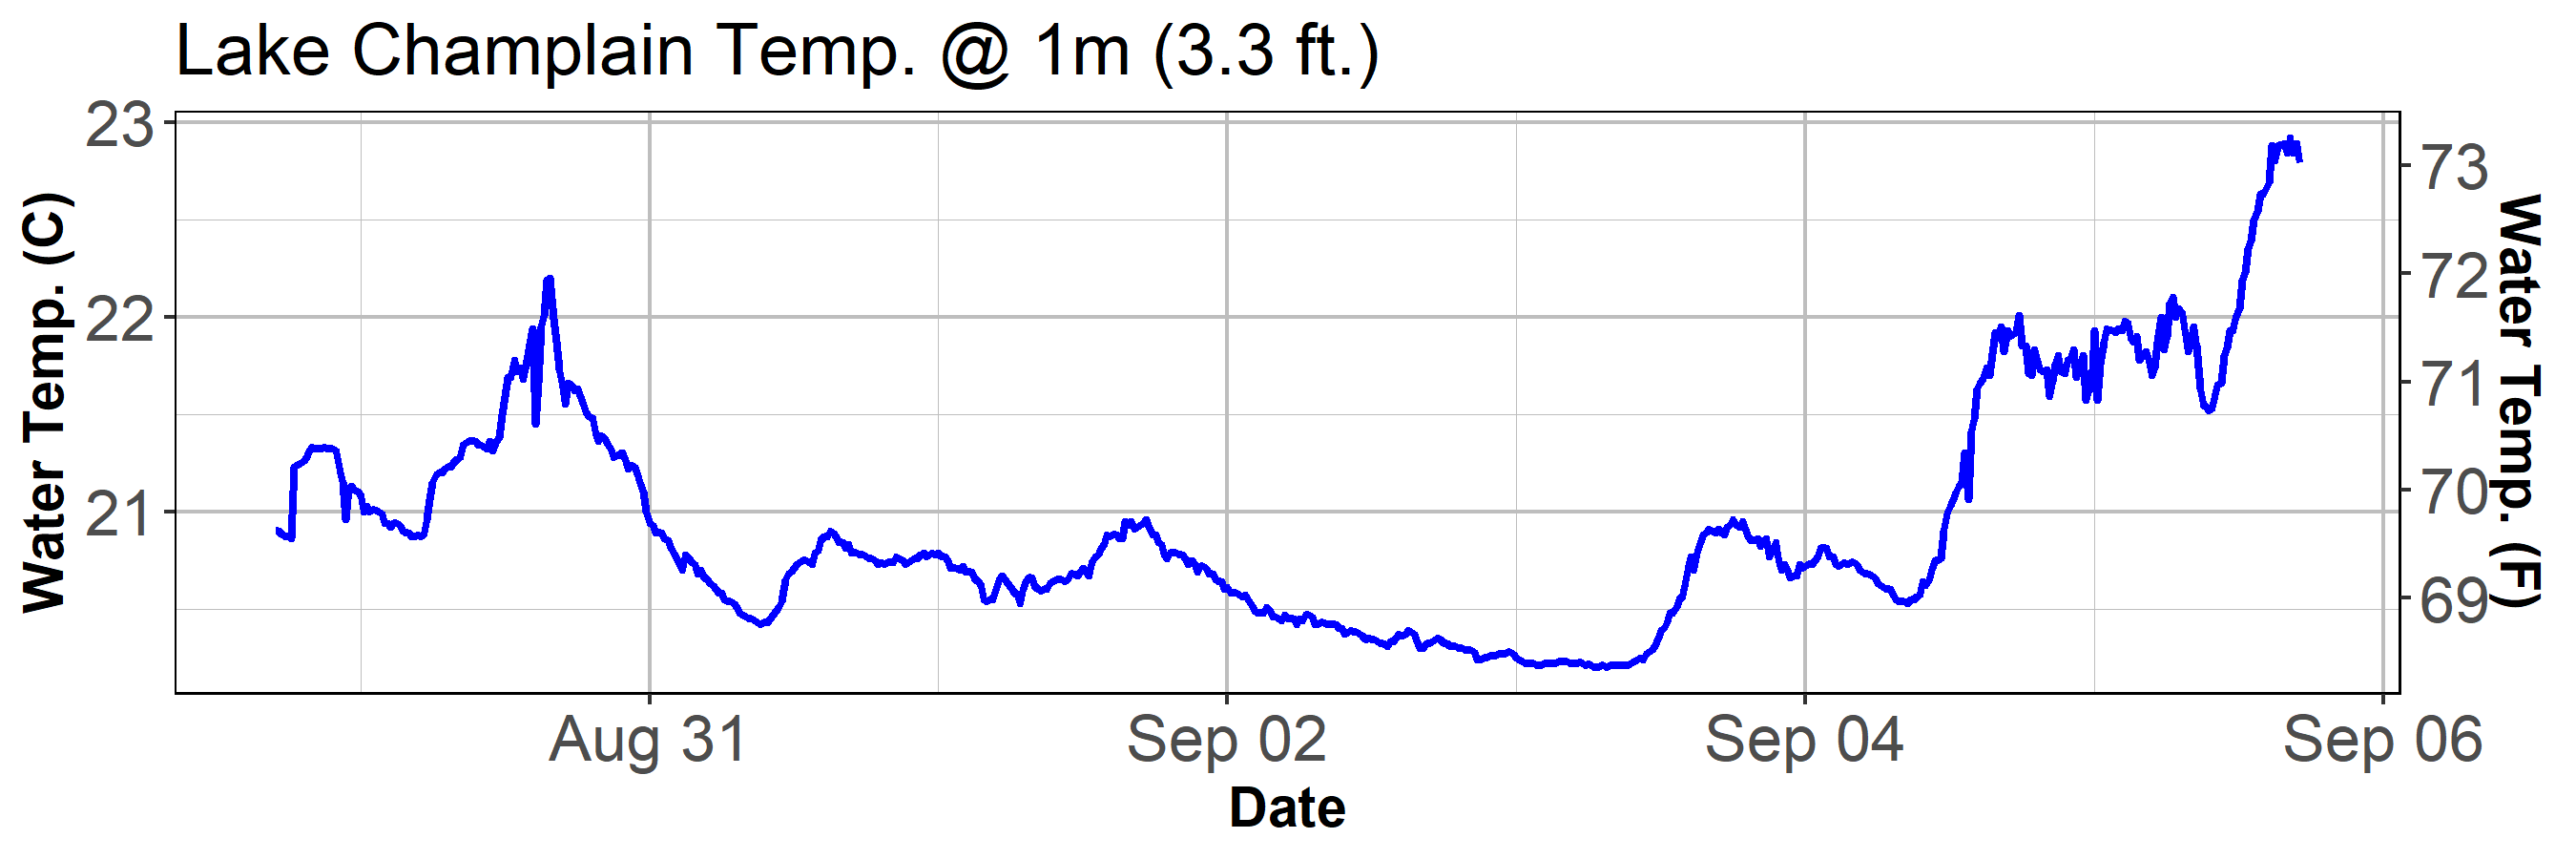 Lake Champlain Temp. @ 1m (3.3 ft.)
Water Temp. (C)
23
22
21
73
72
71
70
69
Water Temp. (F)
Aug 31 Sep 02 Sep 04 Sep 06
Date